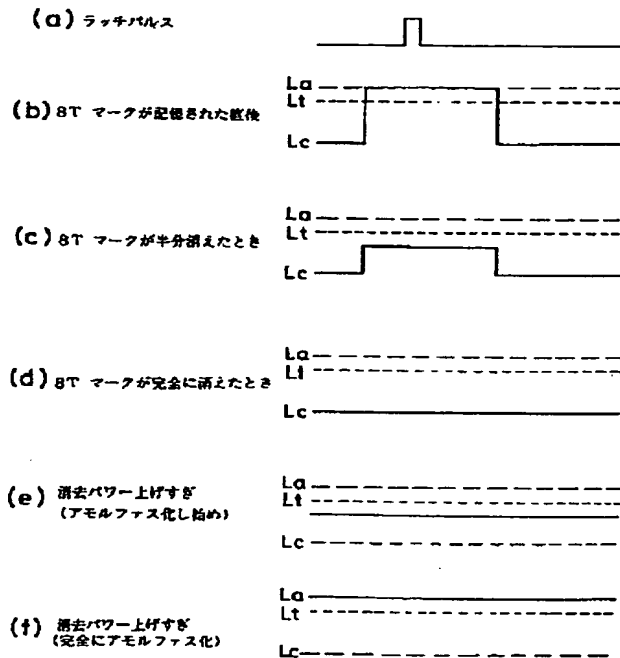 (a) ラッチパルス
La
(b) 8T マークが記憶された直後
Lt
Lc
La
(c) 8T マークが半分消えたとき
Lt
Lc
La
(d) 8T マークが完全に消えたとき
Lt
Lc
(e) 消去パワー上げすぎ
(アモルファス化し始め)
La
Lt
Lc
(f) 消去パワー上げすぎ
(完全にアモルファス化)
La
Lt
Lc